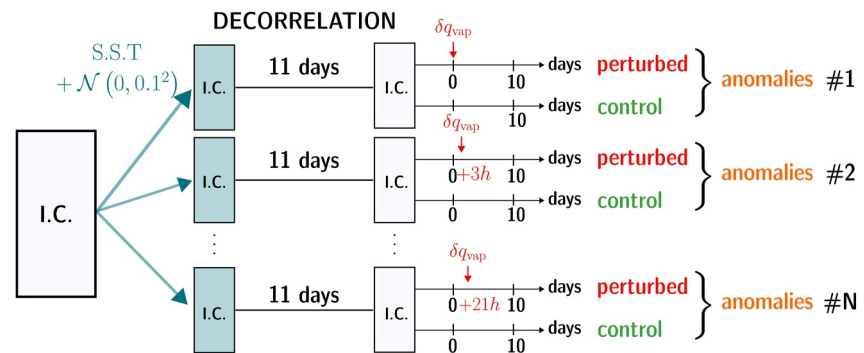 DECORRELATION
S.S.T
+ 𝒩 (0, 0.1²)
I.C.
I.C.
11 days
I.C.
δq_vap
0
10
days
perturbed
10
days
control
anomalies
#1
I.C.
11 days
I.C.
δq_vap
0
+3h
10
days
perturbed
0
10
days
control
anomalies
#2
⋮
⋮
I.C.
11 days
I.C.
δq_vap
0
+21h
10
days
perturbed
0
10
days
control
anomalies
#N